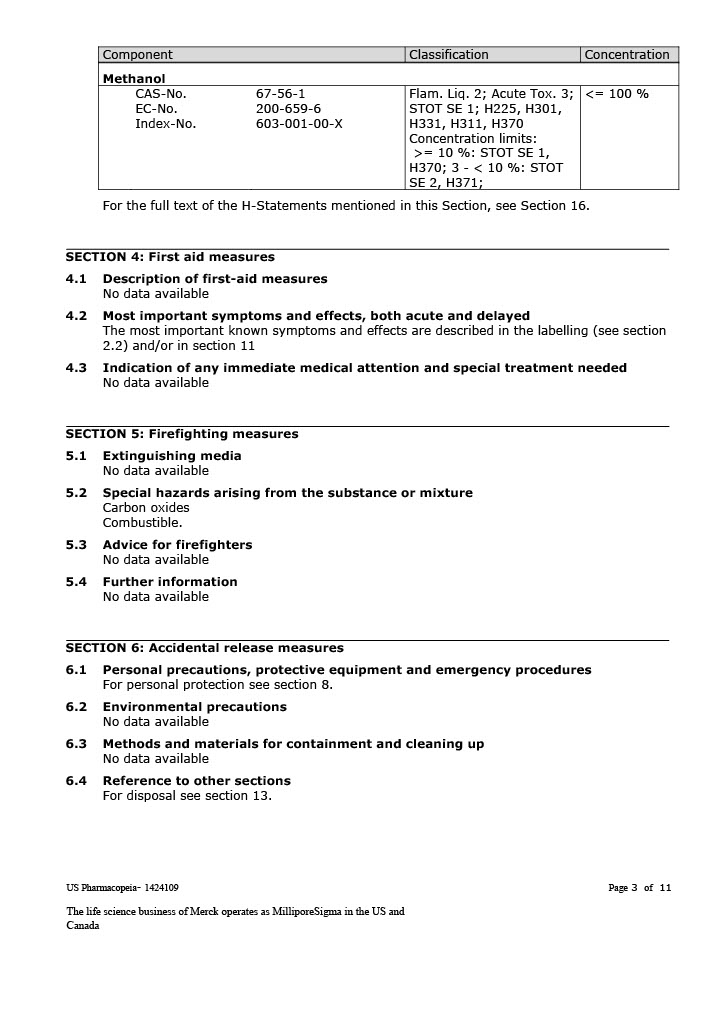 Component Classification Concentration
Methanol
CAS-No. 67-56-1 Flam. Liq. 2; Acute Tox. 3; <= 100 %
EC-No. 200-659-6 STOT SE 1; H225, H301,
Index-No. 603-001-00-X H331, H311, H370
Concentration limits:
>= 10 %: STOT SE 1,
H370; 3 - < 10 %: STOT
SE 2, H371;
For the full text of the H-Statements mentioned in this Section, see Section 16.
SECTION 4: First aid measures
4.1 Description of first-aid measures
No data available
4.2 Most important symptoms and effects, both acute and delayed
The most important known symptoms and effects are described in the labelling (see section
2.2) and/or in section 11
4.3 Indication of any immediate medical attention and special treatment needed
No data available
SECTION 5: Firefighting measures
5.1 Extinguishing media
No data available
5.2 Special hazards arising from the substance or mixture
Carbon oxides
Combustible.
5.3 Advice for firefighters
No data available
5.4 Further information
No data available
SECTION 6: Accidental release measures
6.1 Personal precautions, protective equipment and emergency procedures
For personal protection see section 8.
6.2 Environmental precautions
No data available
6.3 Methods and materials for containment and cleaning up
No data available
6.4 Reference to other sections
For disposal see section 13.
US Pharmacopeia- 1424109 Page 3 of 11
The life science business of Merck operates as MilliporeSigma in the US and
Canada